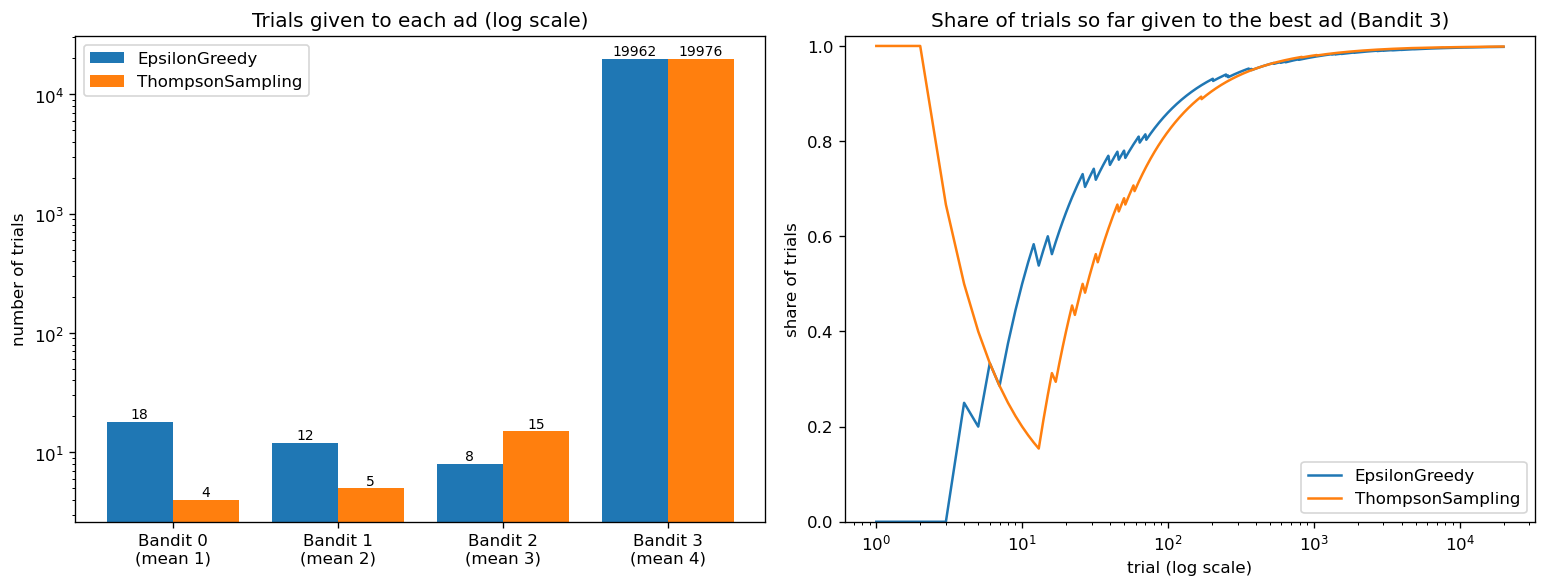 Trials given to each ad (log scale)
EpsilonGreedy
ThompsonSampling
number of trials
10⁴
10³
10²
10¹
18
4
12
5
8
15
19962
19976
Bandit 0
(mean 1)
Bandit 1
(mean 2)
Bandit 2
(mean 3)
Bandit 3
(mean 4)
Share of trials so far given to the best ad (Bandit 3)
share of trials
1.0
0.8
0.6
0.4
0.2
0.0
EpsilonGreedy
ThompsonSampling
10⁰
10¹
10²
10³
10⁴
trial (log scale)